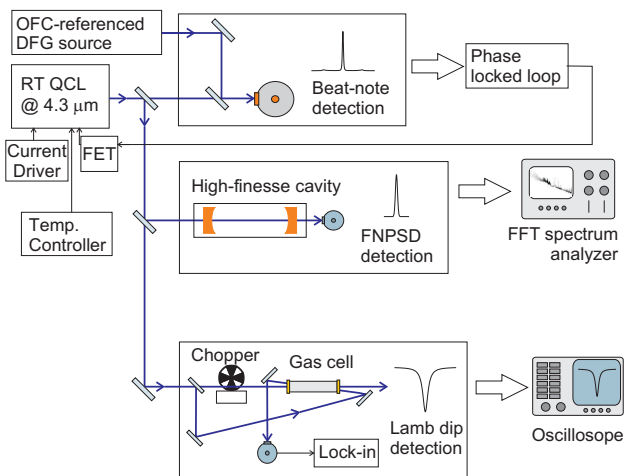 OFC-referenced
DFG source
RT QCL
@ 4.3 μm
Beat-note
detection
Phase
locked loop
Current
Driver
FET
Temp.
Controller
High-finesse cavity
FNPSD
detection
FFT spectrum
analyzer
Chopper
Gas cell
Lamb dip
detection
Lock-in
Oscillosope